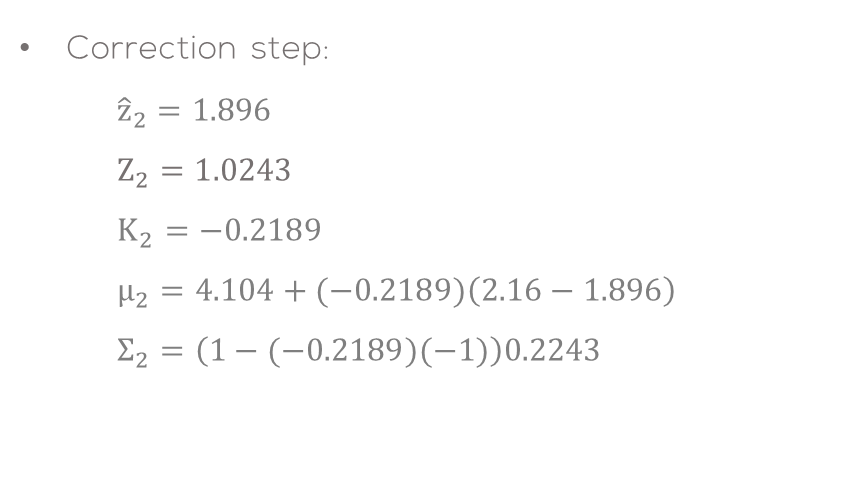 • Correction step:
ẑ₂ = 1.896
Z₂ = 1.0243
K₂ = −0.2189
μ₂ = 4.104 + (−0.2189)(2.16 − 1.896)
Σ₂ = (1 − (−0.2189)(−1))0.2243